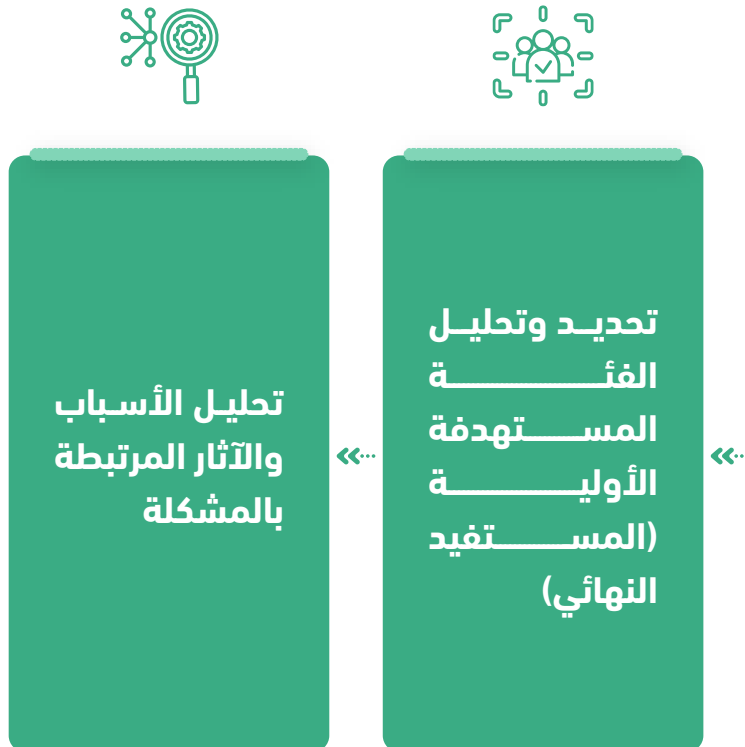 تحديد وتحليل
الفئة
المستهدفة
الأولية
(المستفيد
النهائي)
تحليل الأسباب
والآثار المرتبطة
بالمشكلة